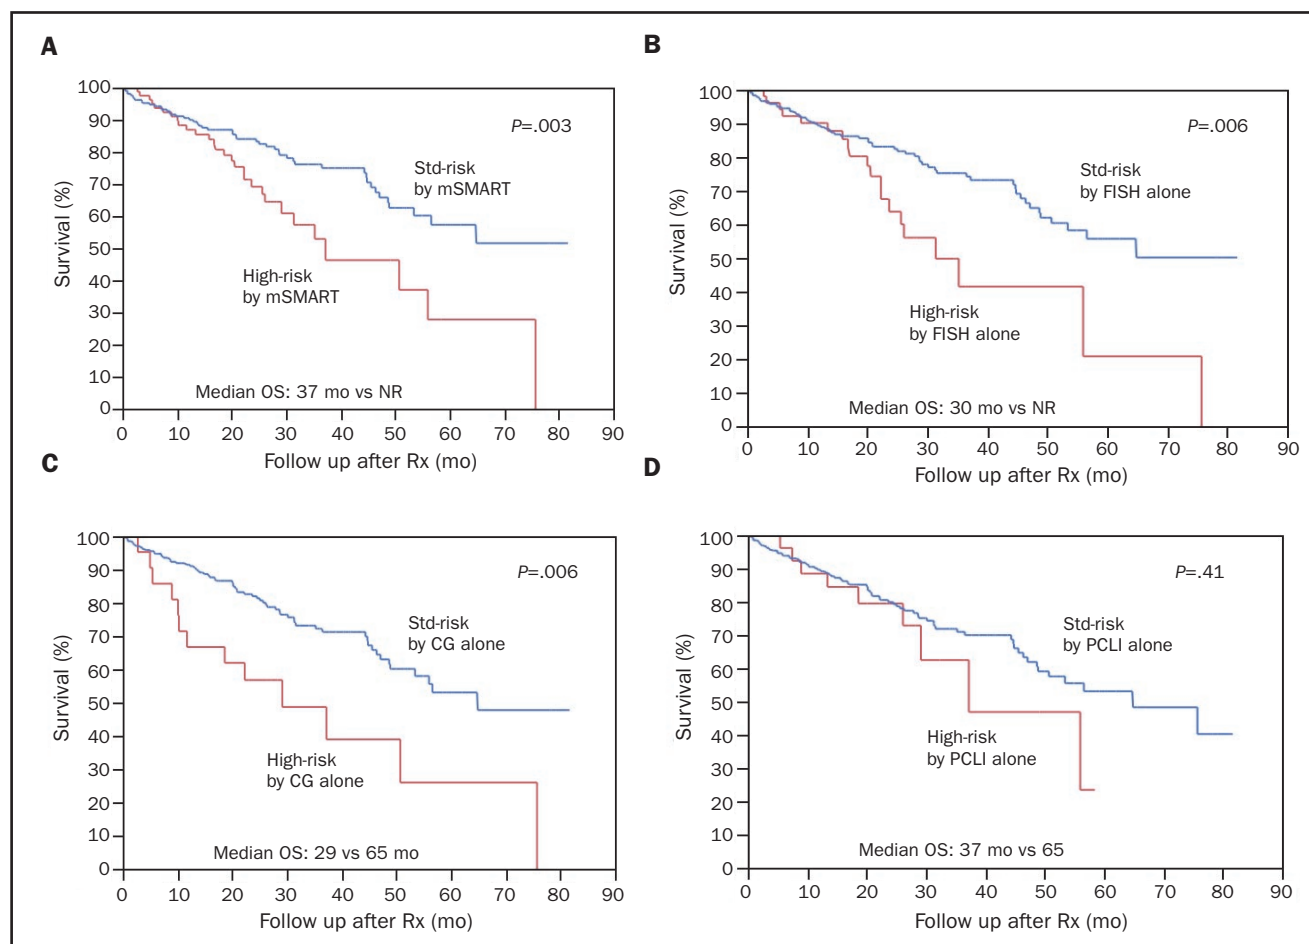 A
Survival (%)
100
90
80
70
60
50
40
30
20
10
0
P=.003
Std-risk
by mSMART
High-risk
by mSMART
Median OS: 37 mo vs NR
0 10 20 30 40 50 60 70 80 90
Follow up after Rx (mo)
B
Survival (%)
100
90
80
70
60
50
40
30
20
10
0
P=.006
Std-risk
by FISH alone
High-risk
by FISH alone
Median OS: 30 mo vs NR
0 10 20 30 40 50 60 70 80 90
Follow up after Rx (mo)
C
Survival (%)
100
90
80
70
60
50
40
30
20
10
0
P=.006
Std-risk
by CG alone
High-risk
by CG alone
Median OS: 29 vs 65 mo
0 10 20 30 40 50 60 70 80 90
Follow up after Rx (mo)
D
Survival (%)
100
90
80
70
60
50
40
30
20
10
0
P=.41
Std-risk
by PCLI alone
High-risk
by PCLI alone
Median OS: 37 mo vs 65
0 10 20 30 40 50 60 70 80 90
Follow up after Rx (mo)